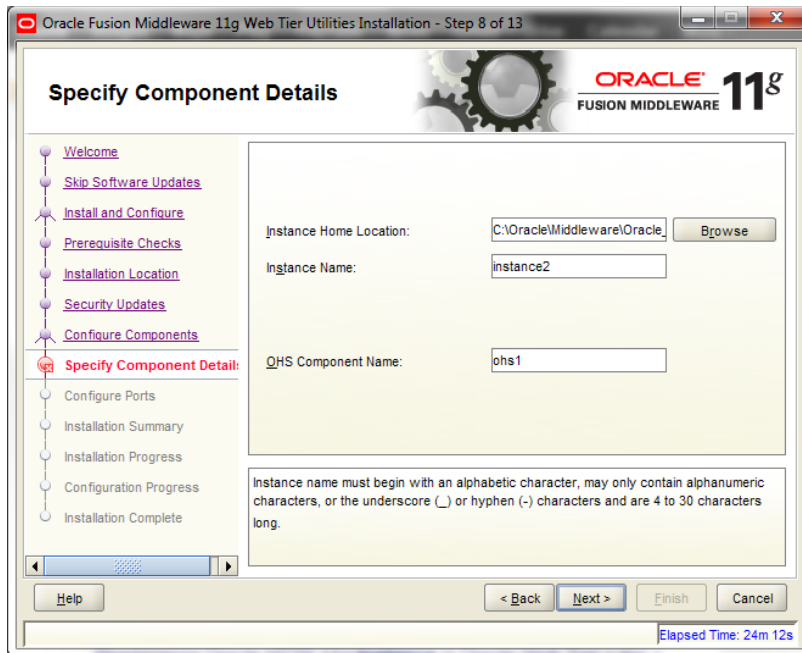 Oracle Fusion Middleware 11g Web Tier Utilities Installation - Step 8 of 13
Specify Component Details
ORACLE
FUSION MIDDLEWARE
11g
Welcome
Skip Software Updates
Install and Configure
Prerequisite Checks
Installation Location
Security Updates
Configure Components
Specify Component Details
Configure Ports
Installation Summary
Installation Progress
Configuration Progress
Installation Complete
Instance Home Location:
C:\Oracle\Middleware\Oracle_
Browse
Instance Name:
instance2
OHS Component Name:
ohs1
Instance name must begin with an alphabetic character, may only contain alphanumeric
characters, or the underscore (_) or hyphen (-) characters and are 4 to 30 characters
long.
Help
< Back
Next >
Finish
Cancel
Elapsed Time: 24m 12s